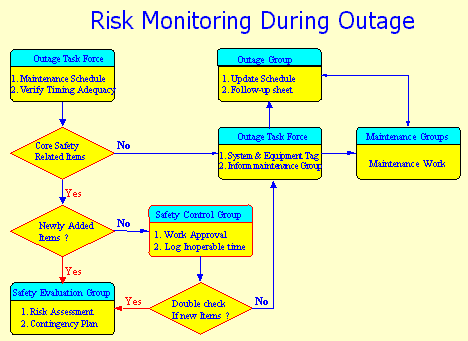 Risk Monitoring During Outage
Outage Task Force
1. Maintenance Schedule
2. Verify Timing Adequacy
Outage Group
1. Update Schedule
2. Follow-up sheet
Core Safety
Related Items
No
Outage Task Force
1. System & Equipment Tag
2. Inform maintenance Group
Maintenance Groups
Maintenance Work
Yes
Newly Added
Items ?
No
Safety Control Group
1. Work Approval
2. Log Inoperable time
Yes
Safety Evaluation Group
1. Risk Assessment
2. Contingency Plan
Yes
Double check
If new Items ?
No